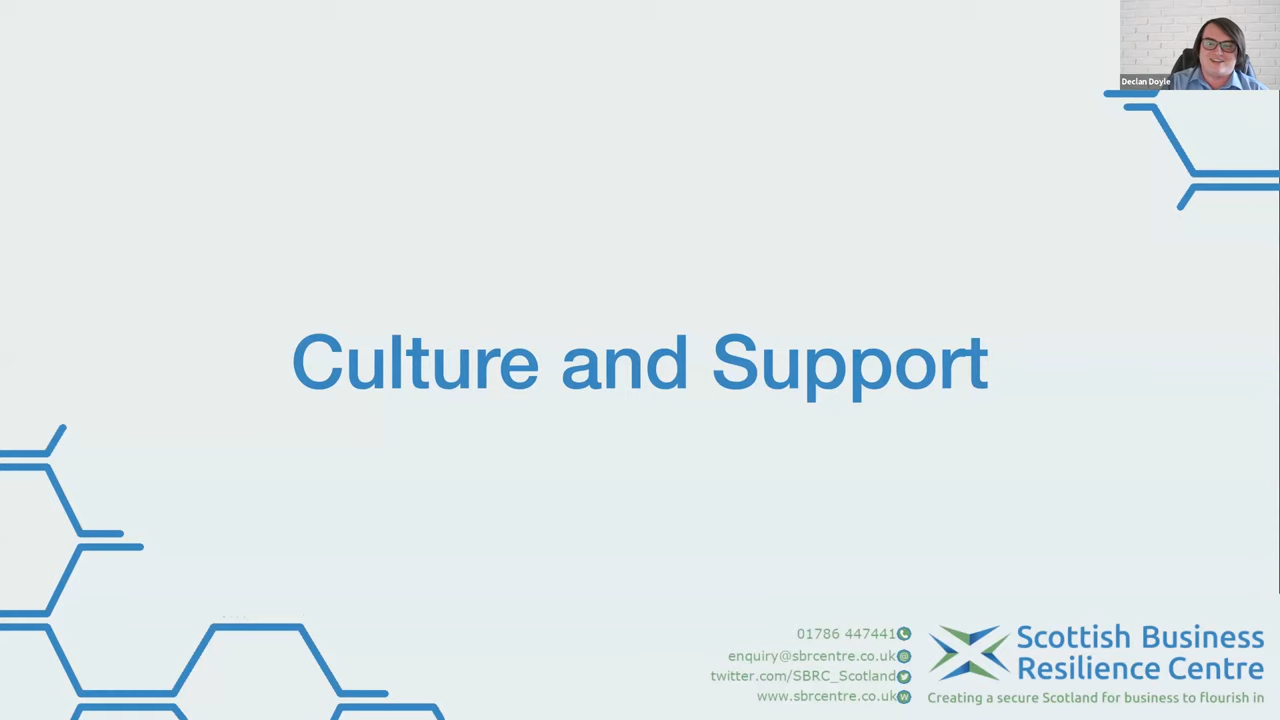 Declan Doyle
Culture and Support
01786 447441
enquiry@sbrcentre.co.uk
twitter.com/SBRC_Scotland
www.sbrcentre.co.uk
Scottish Business
Resilience Centre
Creating a secure Scotland for business to flourish in